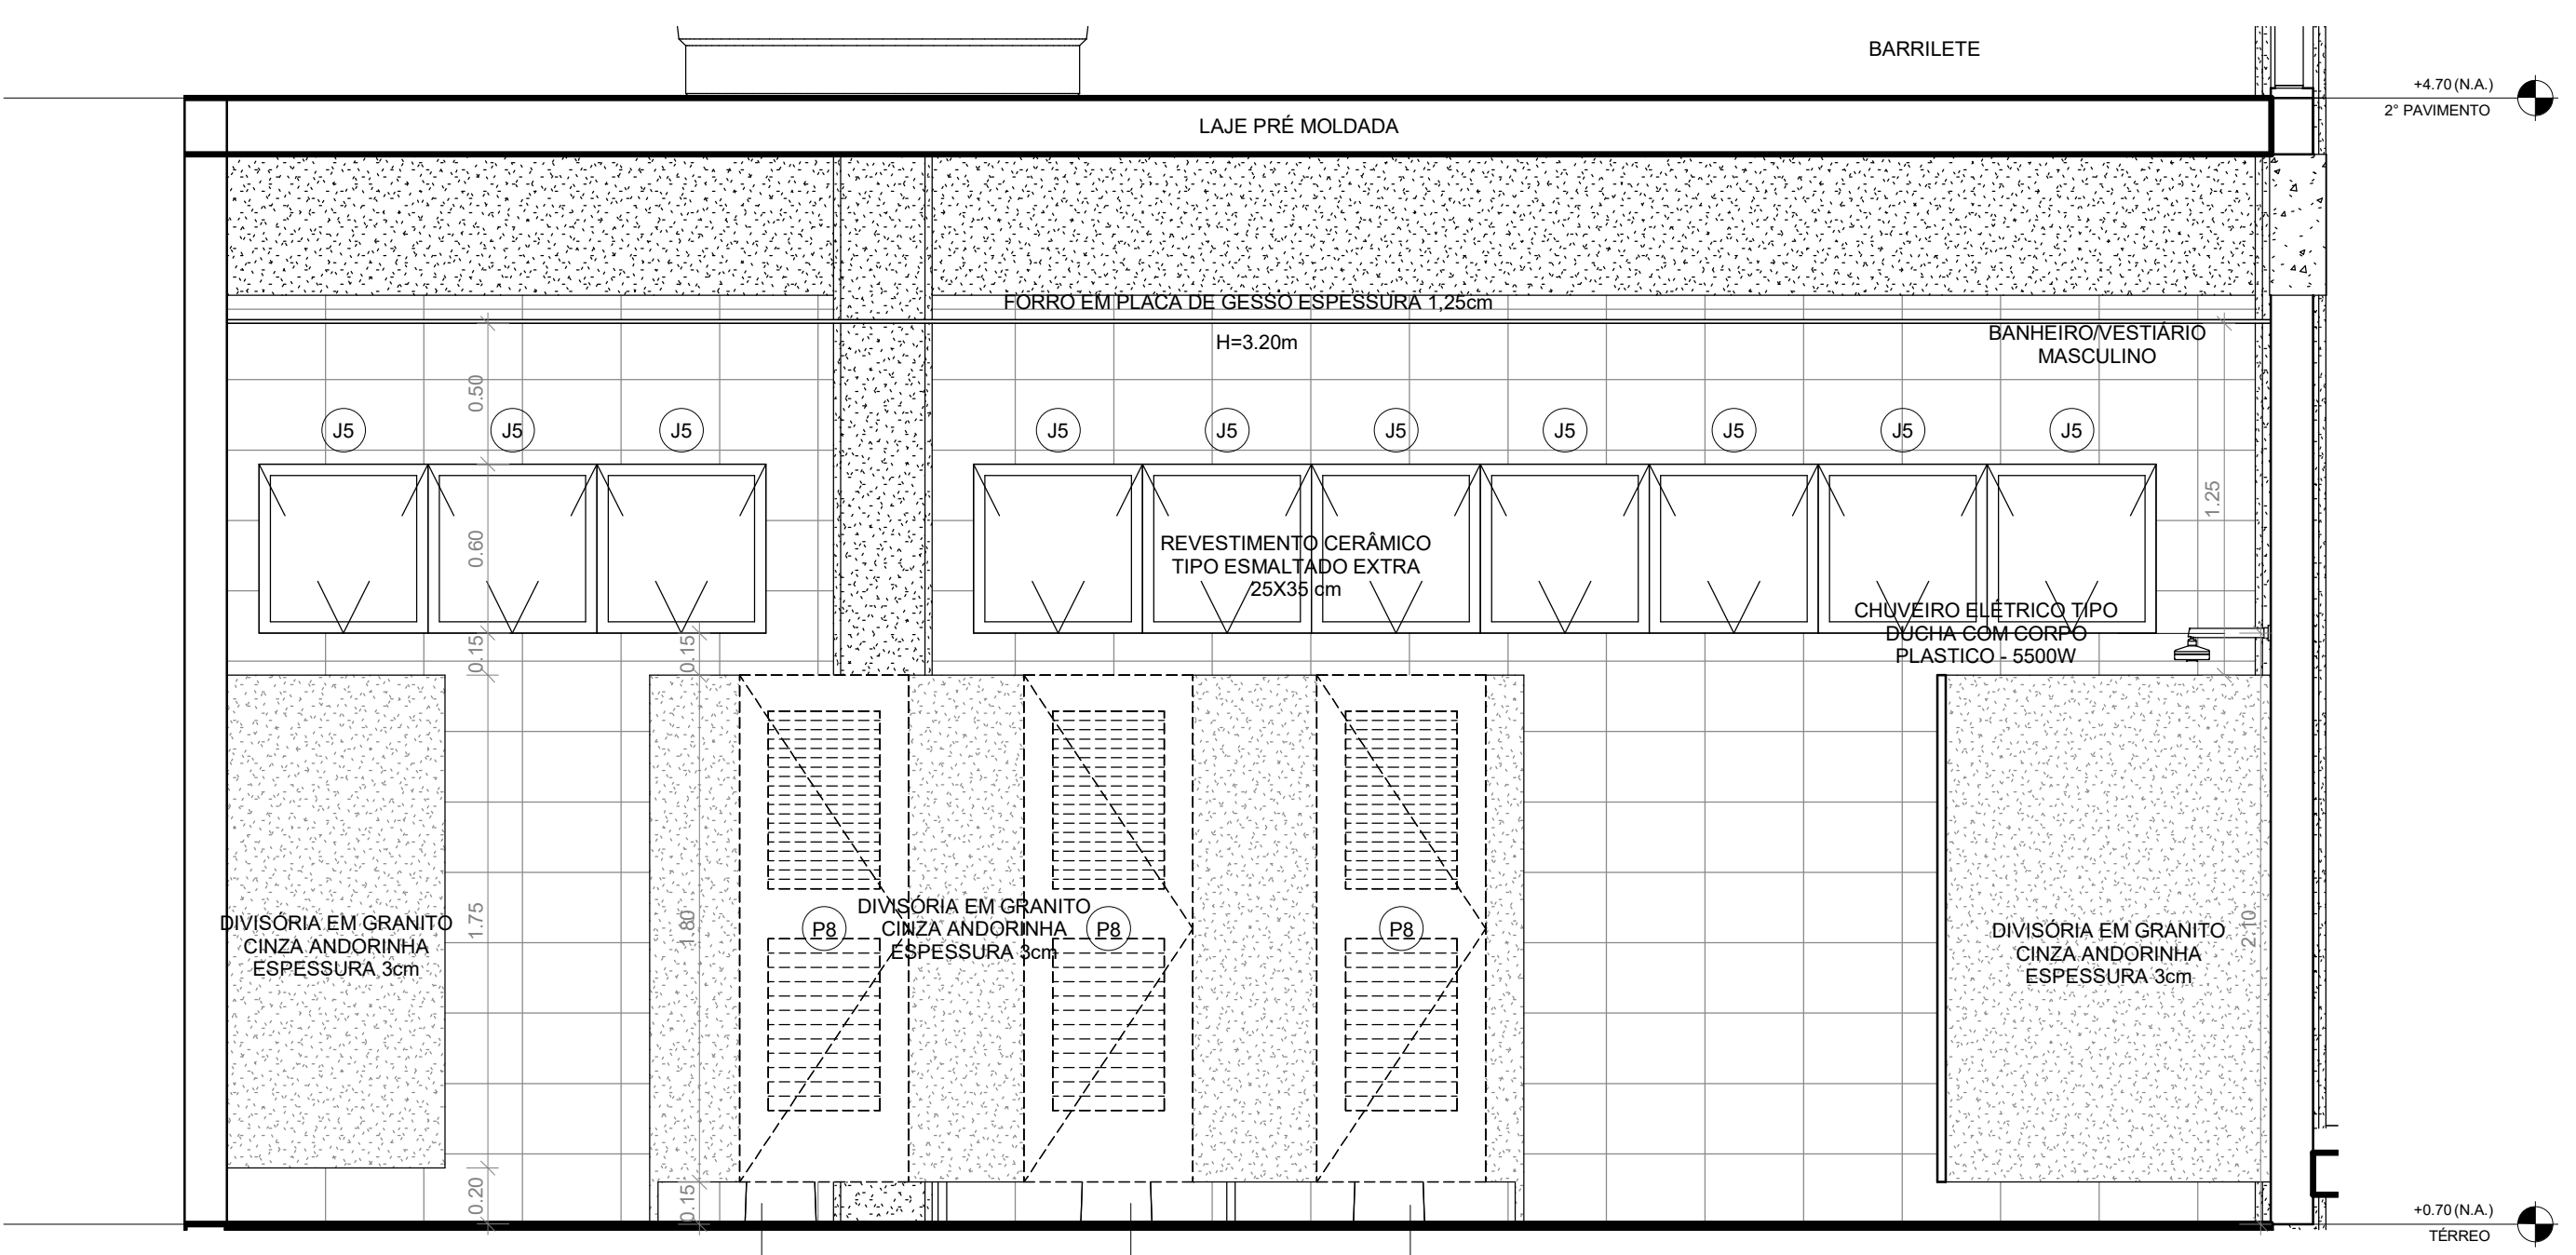 BARRILETE
+4.70 (N.A.)
2° PAVIMENTO
LAJE PRÉ MOLDADA
FORRO EM PLACA DE GESSO ESPESSURA 1,25cm
H=3.20m
BANHEIRO/VESTIÁRIO
MASCULINO
0.50
J5
J5
J5
J5
J5
J5
J5
J5
J5
J5
1.25
0.60
REVESTIMENTO CERÂMICO
TIPO ESMALTADO EXTRA
25X35 cm
CHUVEIRO ELÉTRICO TIPO
DUCHA COM CORPO
PLASTICO - 5500W
0.15
0.15
DIVISÓRIA EM GRANITO
CINZA ANDORINHA
ESPESSURA 3cm
1.75
1.80
P8
DIVISÓRIA EM GRANITO
CINZA ANDORINHA
ESPESSURA 3cm
P8
P8
DIVISÓRIA EM GRANITO
CINZA ANDORINHA
ESPESSURA 3cm
2.10
0.20
0.15
+0.70 (N.A.)
TÉRREO